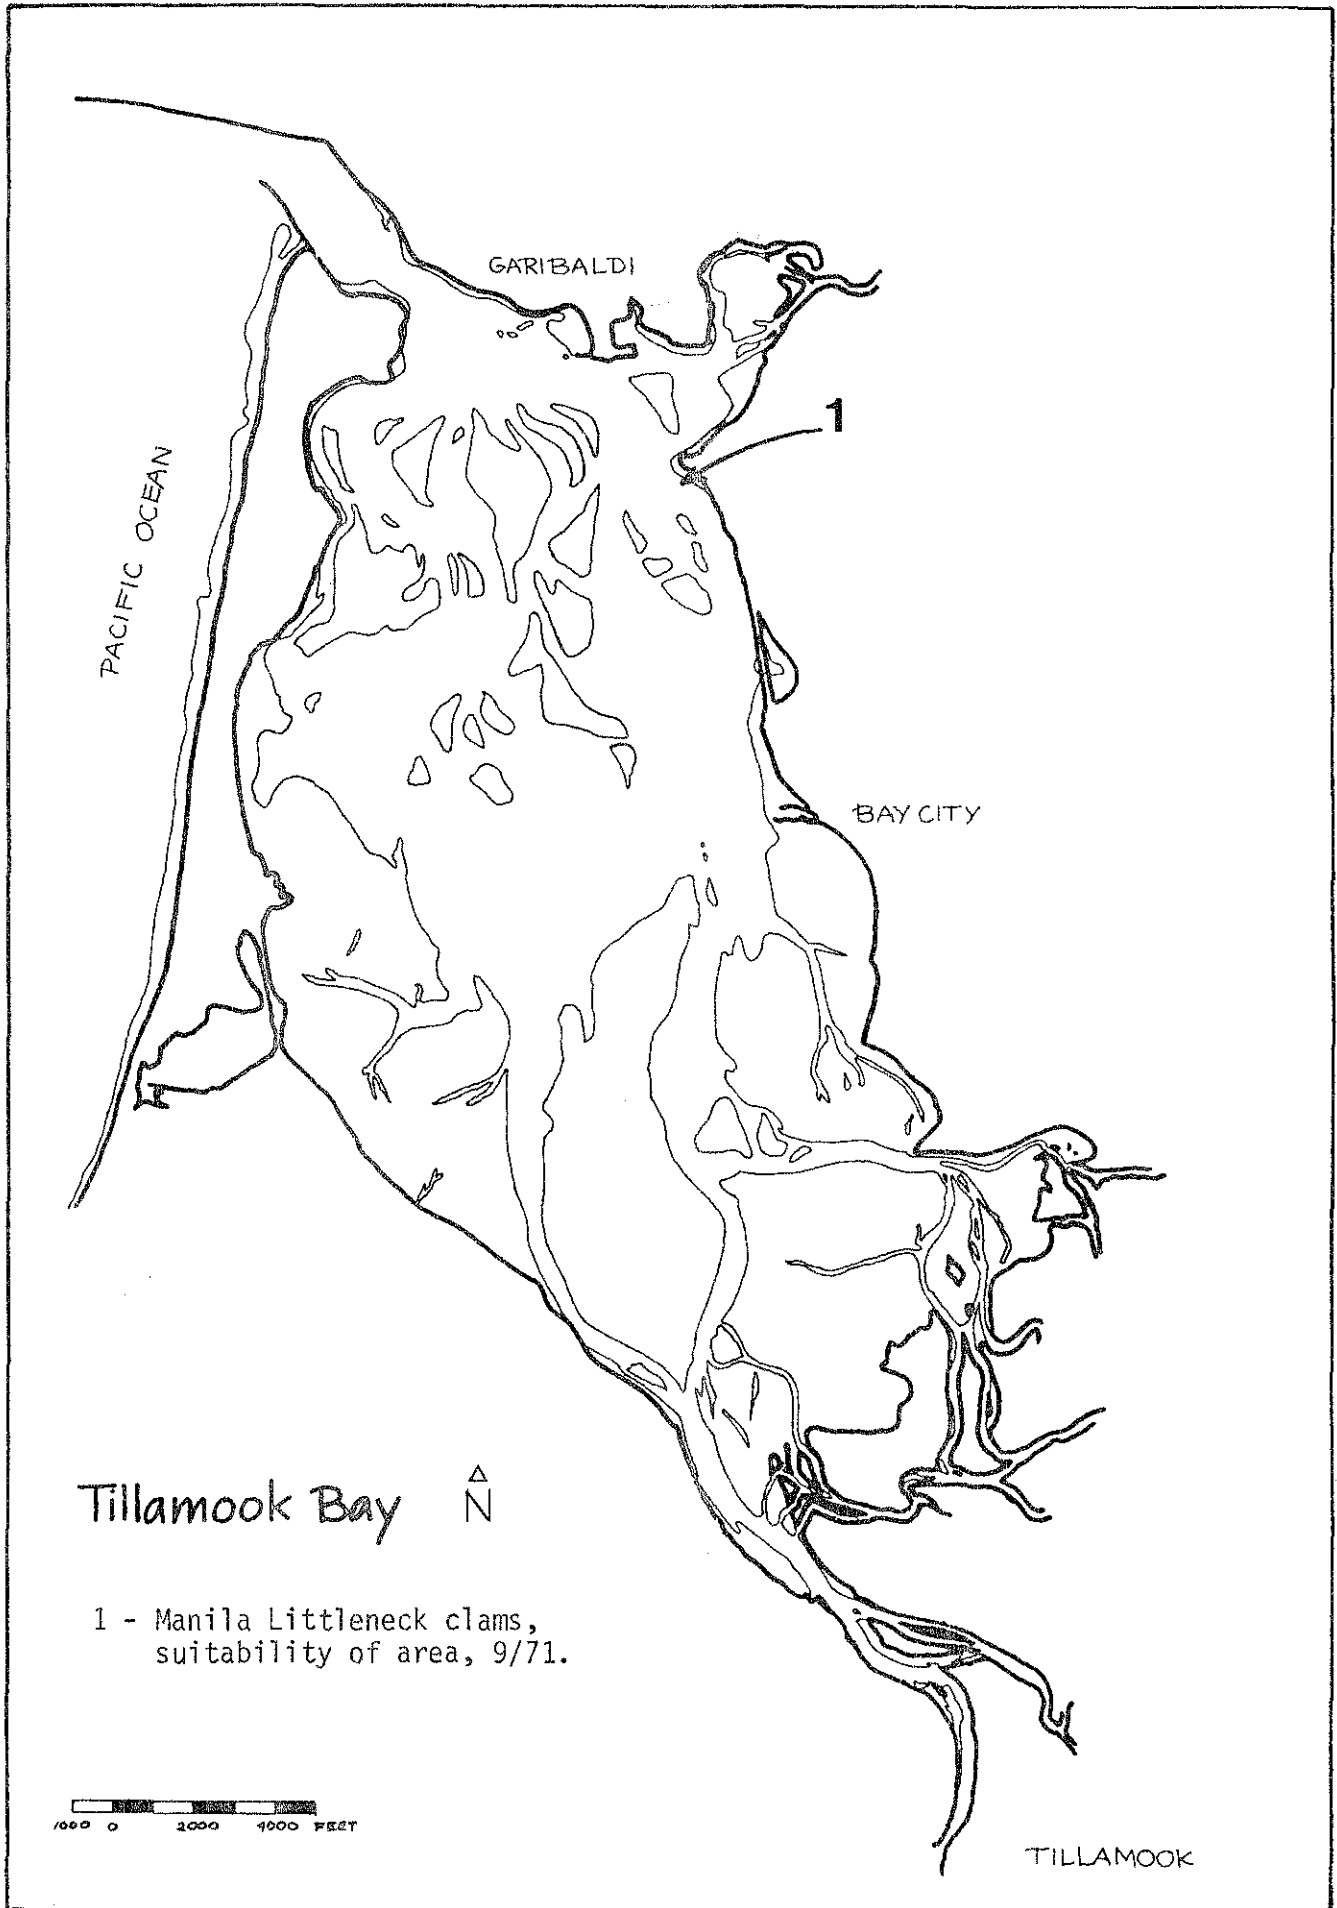 GARIBALDI
1
PACIFIC OCEAN
BAY CITY
Tillamook Bay
N
1 - Manila Littleneck clams,
suitability of area, 9/71.
1000 0 2000 4000 FEET
TILLAMOOK